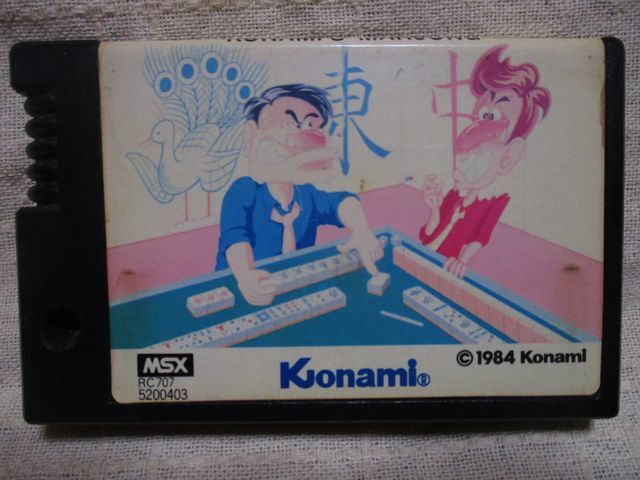 東
中
MSX
RC707
5200403
Konami®
©1984 Konami